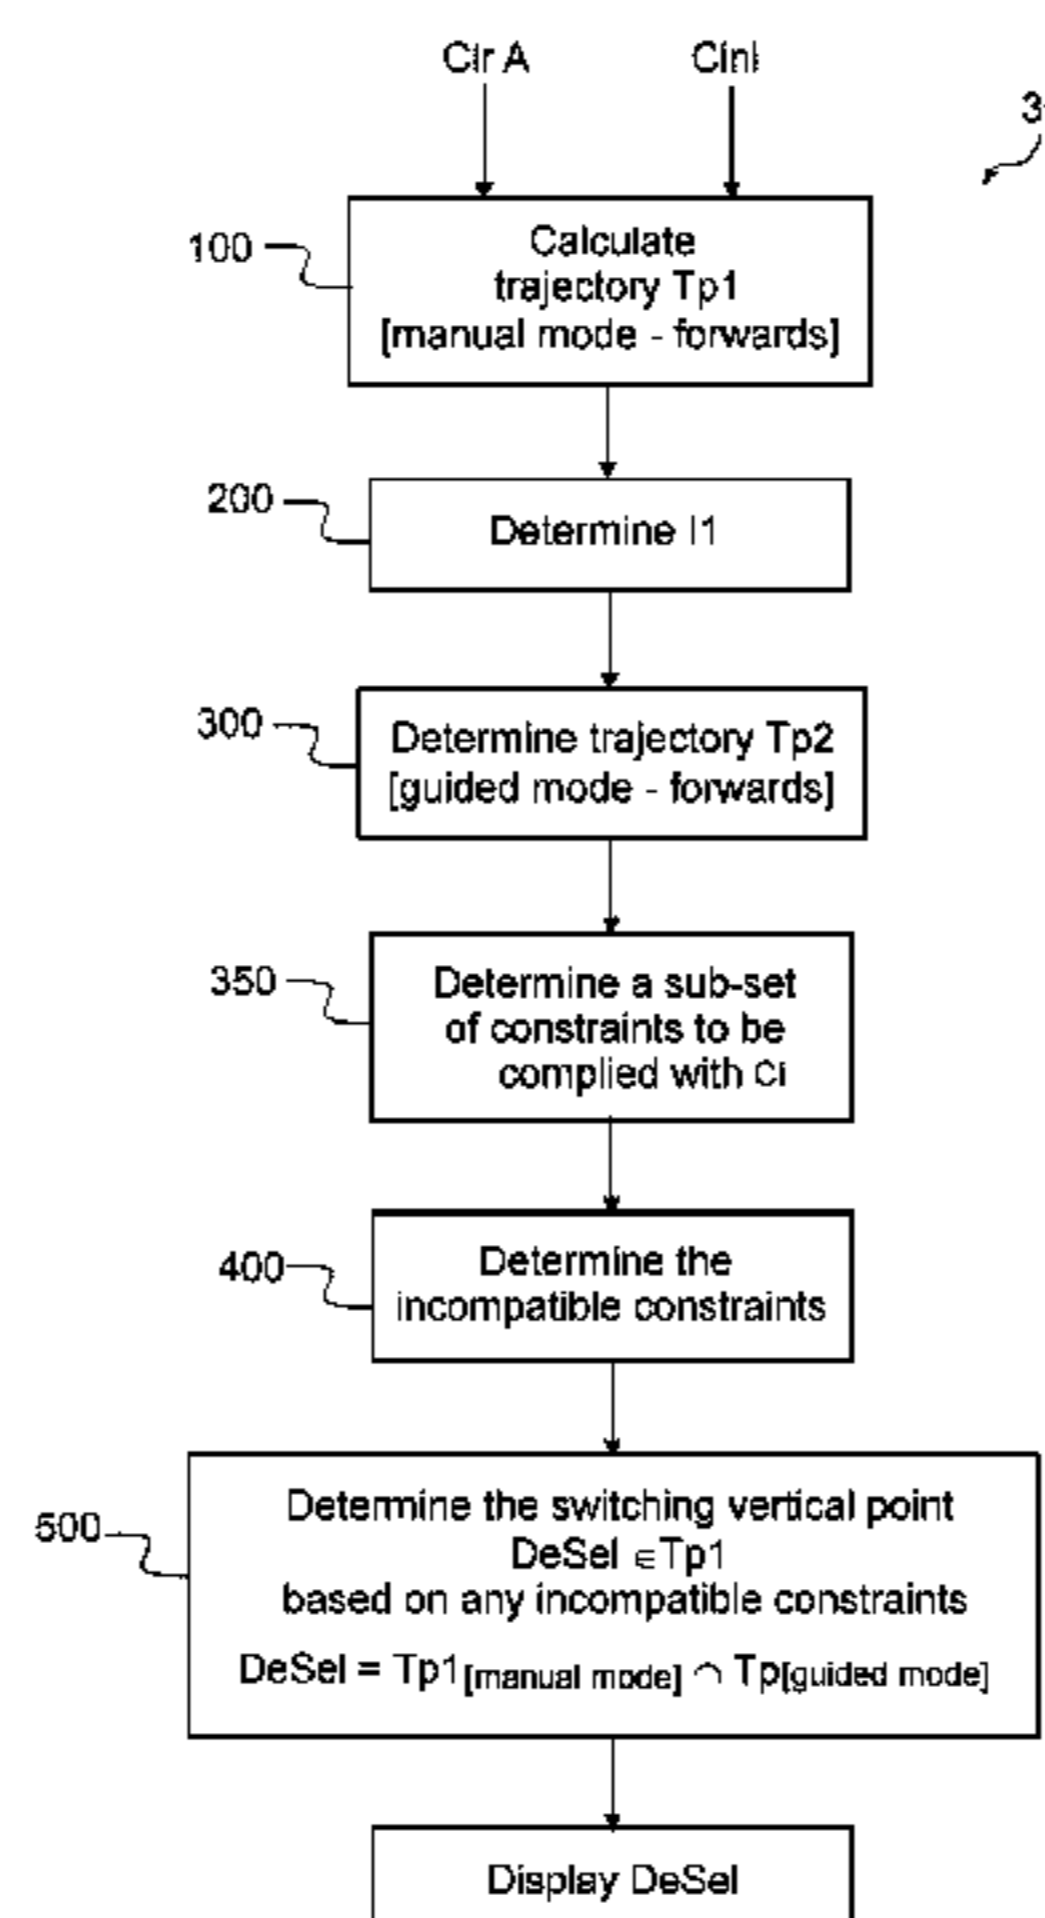 Cir A
Cini
3
100
Calculate
trajectory Tp1
[manual mode - forwards]
200
Determine I1
300
Determine trajectory Tp2
[guided mode - forwards]
350
Determine a sub-set
of constraints to be
complied with Ci
400
Determine the
incompatible constraints
500
Determine the switching vertical point
DeSel ∈Tp1
based on any incompatible constraints
DeSel = Tp1[manual mode] ∩ Tp[guided mode]
Display DeSel